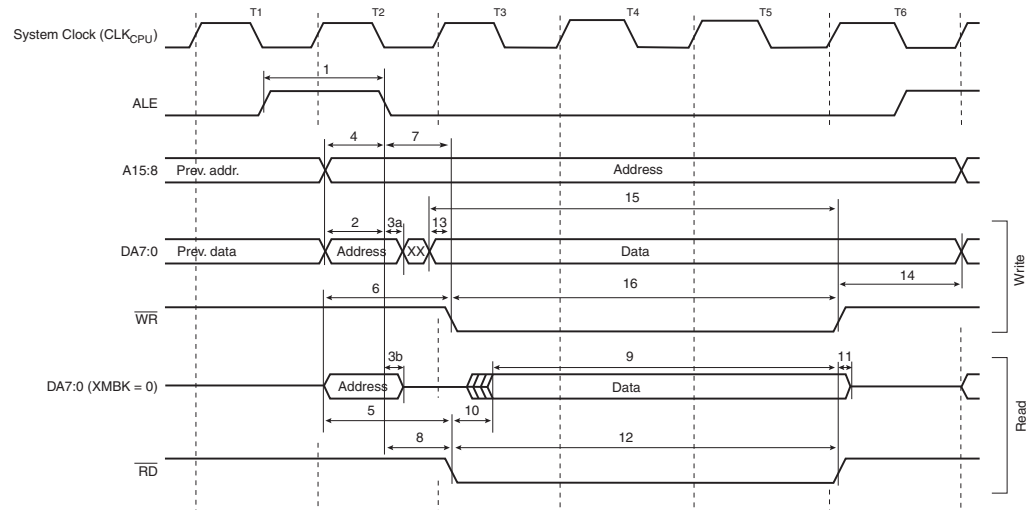 T1 T2 T3 T4 T5 T6
System Clock (CLKCPU)
1
ALE
4 7
A15:8 Prev. addr. Address
15
2 3a 13
DA7:0 Prev. data Address XX Data
14
6 16
WR
Write
3b 9 11
DA7:0 (XMBK = 0) Address Data
5 10
8 12
RD
Read